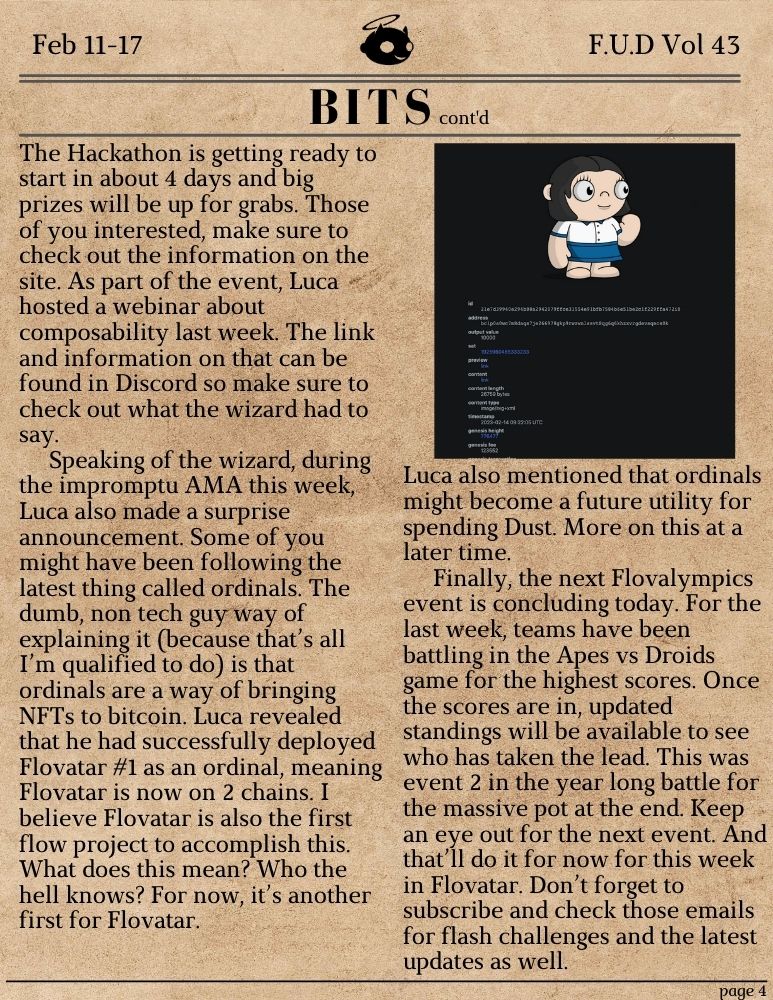 Feb 11-17
F.U.D Vol 43
BITS cont'd
The Hackathon is getting ready to
start in about 4 days and big
prizes will be up for grabs. Those
of you interested, make sure to
check out the information on the
site. As part of the event, Luca
hosted a webinar about
composability last week. The link
and information on that can be
found in Discord so make sure to
check out what the wizard had to
say.
Speaking of the wizard, during
the impromptu AMA this week,
Luca also made a surprise
announcement. Some of you
might have been following the
latest thing called ordinals. The
dumb, non tech guy way of
explaining it (because that's all
I'm qualified to do) is that
ordinals are a way of bringing
NFTs to bitcoin. Luca revealed
that he had successfully deployed
Flovatar #1 as an ordinal, meaning
Flovatar is now on 2 chains. I
believe Flovatar is also the first
flow project to accomplish this.
What does this mean? Who the
hell knows? For now, it's another
first for Flovatar.
id
address
output value
10000
sat
preview
link
content
link
content length
26750 bytes
content type
image/svg+xml
timestamp
genesis height
genesis fee
123552
Luca also mentioned that ordinals
might become a future utility for
spending Dust. More on this at a
later time.
Finally, the next Flovalympics
event is concluding today. For the
last week, teams have been
battling in the Apes vs Droids
game for the highest scores. Once
the scores are in, updated
standings will be available to see
who has taken the lead. This was
event 2 in the year long battle for
the massive pot at the end. Keep
an eye out for the next event. And
that'll do it for now for this week
in Flovatar. Don't forget to
subscribe and check those emails
for flash challenges and the latest
updates as well.
page 4